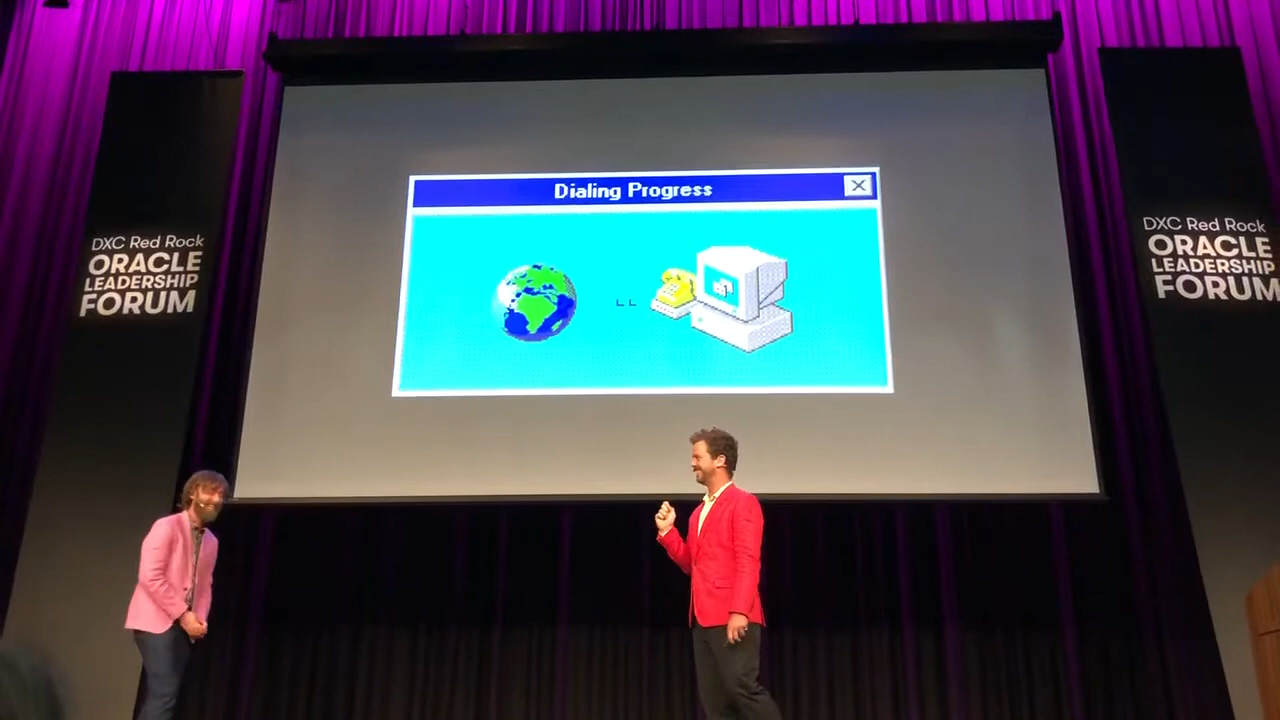 Dialing Progress
DXC Red Rock
ORACLE
LEADERSHIP
FORUM
DXC Red Rock
ORACLE
LEADERSHIP
FORUM